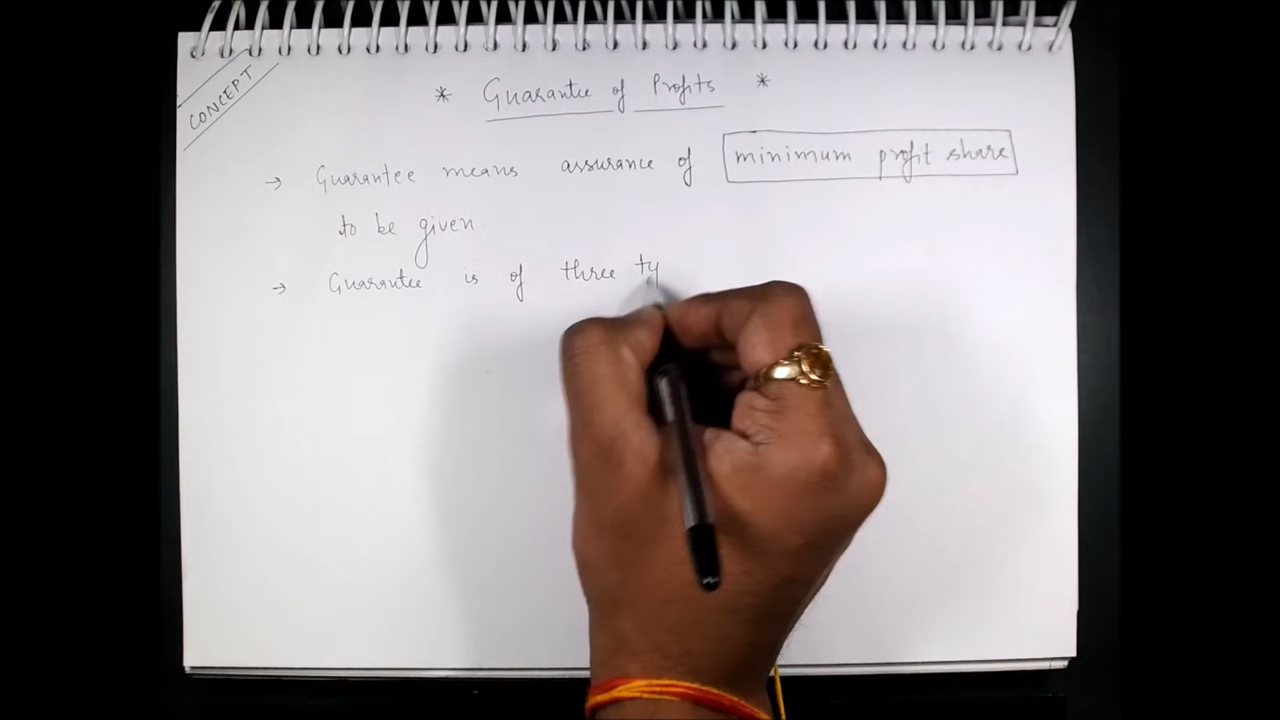 CONCEPT
* Guarantee of Profits *
→ Guarantee means assurance of minimum profit share
to be given
→ Guarantee is of three ty